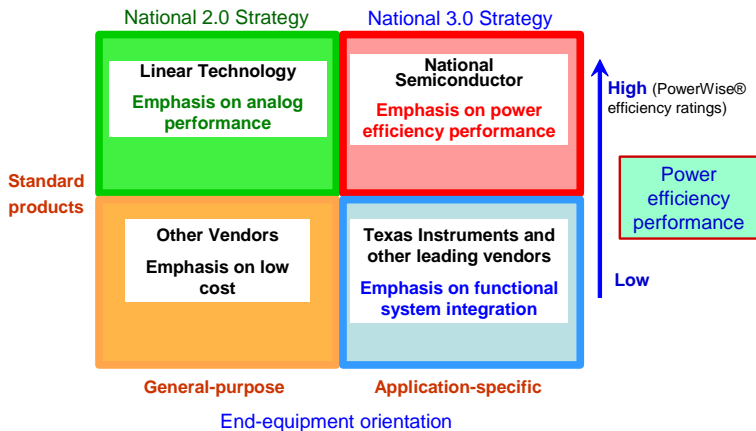 National 2.0 Strategy
National 3.0 Strategy
Linear Technology
Emphasis on analog
performance
National
Semiconductor
Emphasis on power
efficiency performance
High (PowerWise®
efficiency ratings)
Standard
products
Power
efficiency
performance
Other Vendors
Emphasis on low
cost
Texas Instruments and
other leading vendors
Emphasis on functional
system integration
Low
General-purpose
Application-specific
End-equipment orientation